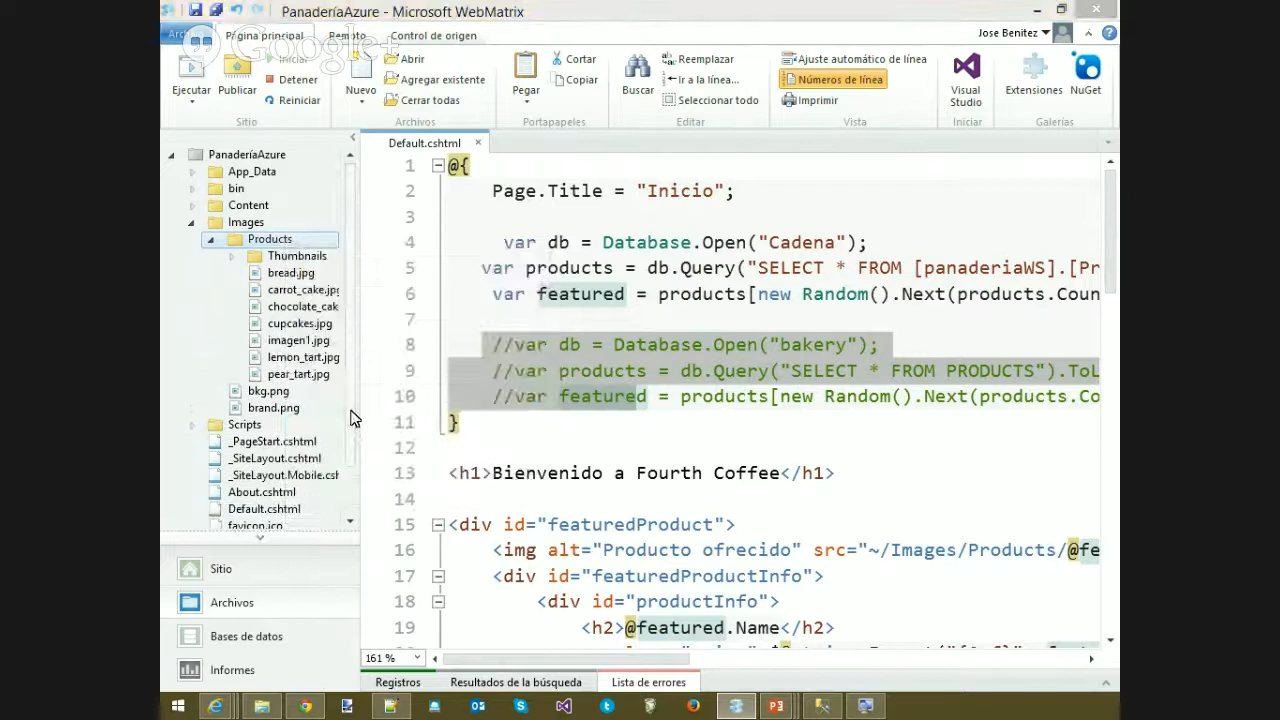 PanaderíaAzure - Microsoft WebMatrix
Archivo
Página principal
Remoto
Control de origen
Jose Benitez
Google+
Ejecutar
Publicar
Iniciar
Detener
Reiniciar
Sitio
Nuevo
Abrir
Agregar existente
Cerrar todas
Archivos
Pegar
Cortar
Copiar
Portapapeles
Buscar
Reemplazar
Ir a la línea...
Seleccionar todo
Editar
Ajuste automático de línea
Números de línea
Imprimir
Vista
Visual
Studio
Iniciar
Extensiones
NuGet
Galerías
PanaderíaAzure
App_Data
bin
Content
Images
Products
Thumbnails
bread.jpg
carrot_cake.jpg
chocolate_cak
cupcakes.jpg
imagen1.jpg
lemon_tart.jpg
pear_tart.jpg
bkg.png
brand.png
Scripts
_PageStart.cshtml
_SiteLayout.cshtml
_SiteLayout.Mobile.csh
About.cshtml
Default.cshtml
favicon.ico
Sitio
Archivos
Bases de datos
Informes
Default.cshtml
1 @{
2 Page.Title = "Inicio";
3
4 var db = Database.Open("Cadena");
5 var products = db.Query("SELECT * FROM [panaderiaWS].[Pr
6 var featured = products[new Random().Next(products.Coun
7
8 //var db = Database.Open("bakery");
9 //var products = db.Query("SELECT * FROM PRODUCTS").ToL
10 //var featured = products[new Random().Next(products.Co
11 }
12
13 <h1>Bienvenido a Fourth Coffee</h1>
14
15 <div id="featuredProduct">
16 <img alt="Producto ofrecido" src="~/Images/Products/@fe
17 <div id="featuredProductInfo">
18 <div id="productInfo">
19 <h2>@featured.Name</h2>
161 %
Registros
Resultados de la búsqueda
Lista de errores